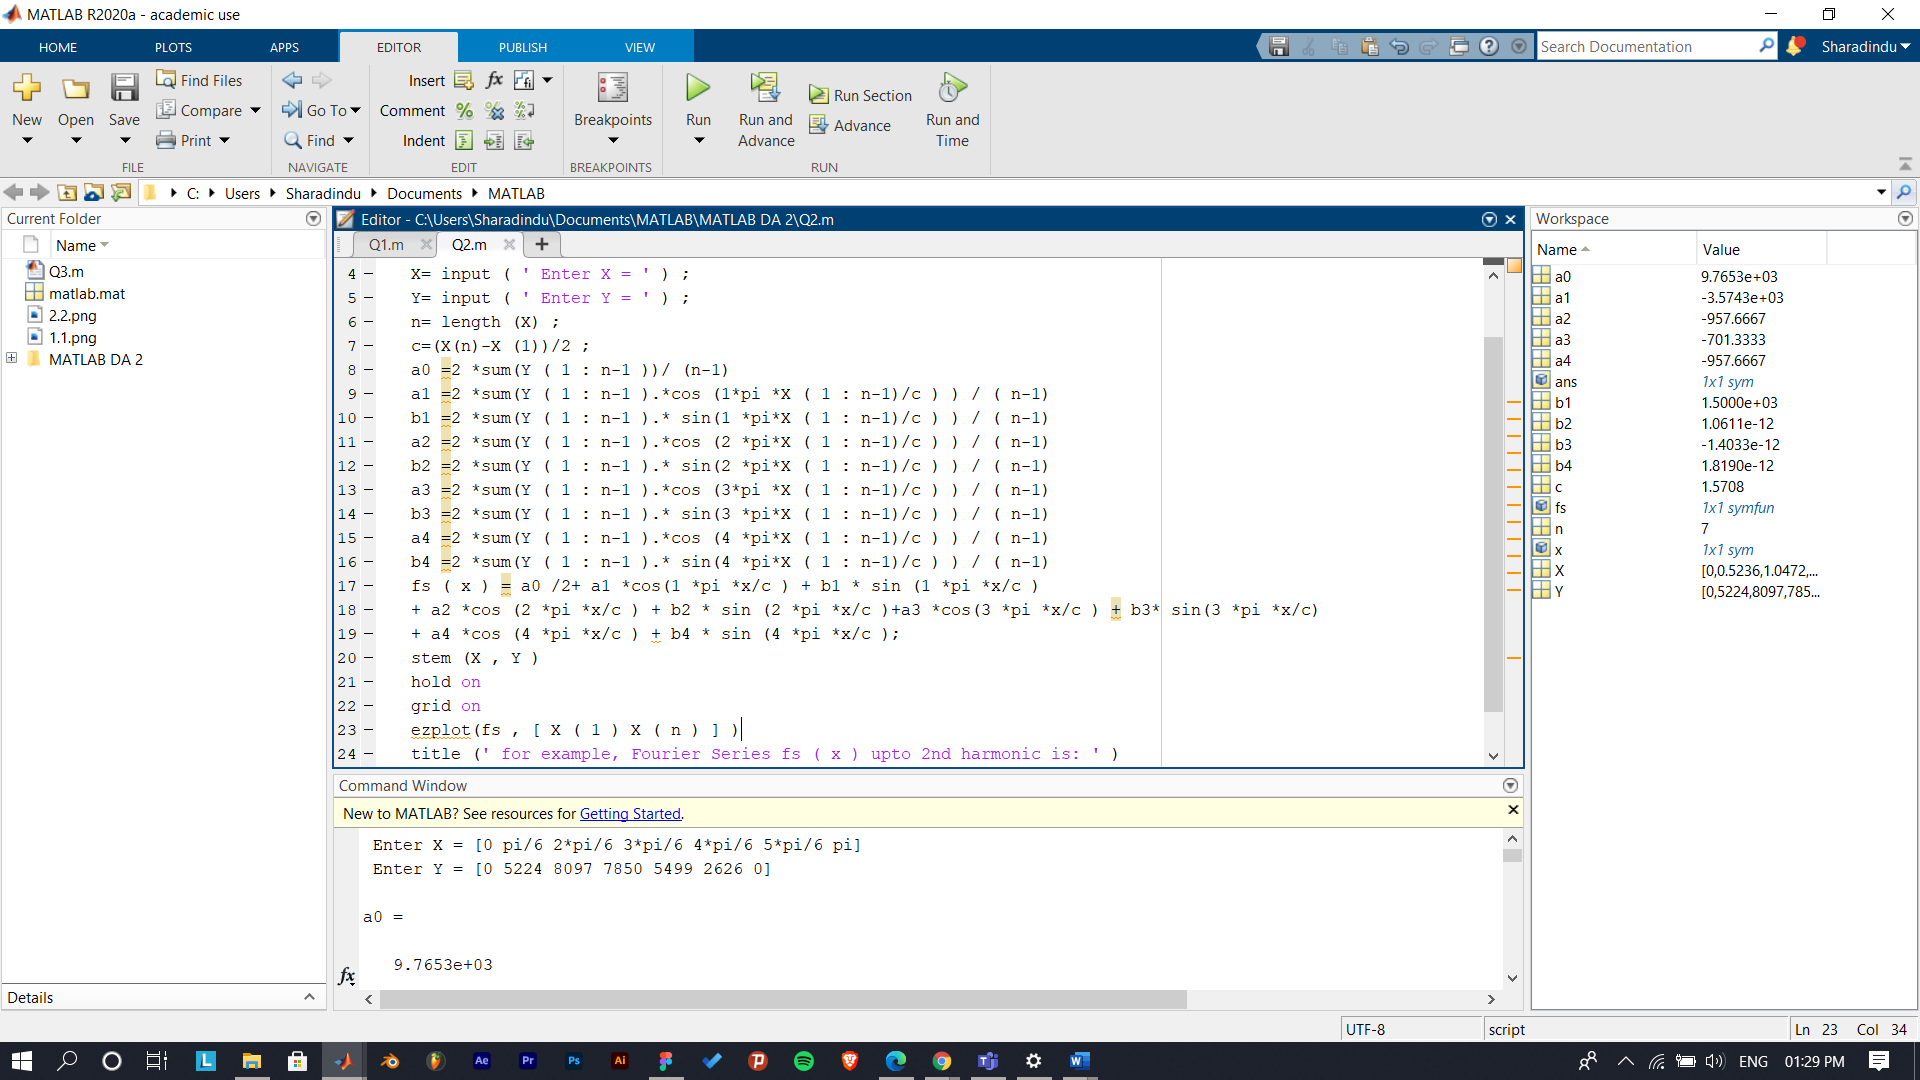 MATLAB R2020a - academic use
HOME PLOTS APPS EDITOR PUBLISH VIEW
Search Documentation
Sharadindu
New
Open
Save
Find Files
Compare
Print
FILE
Go To
Find
NAVIGATE
Insert
fx
Comment
Indent
EDIT
Breakpoints
BREAKPOINTS
Run
Run and Advance
Run Section
Advance
Run and Time
RUN
C: Users Sharadindu Documents MATLAB
Current Folder
Name
Q3.m
matlab.mat
2.2.png
1.1.png
MATLAB DA 2
Details
Editor - C:\Users\Sharadindu\Documents\MATLAB\MATLAB DA 2\Q2.m
Q1.m Q2.m
4 – X= input ( ' Enter X = ' ) ;
5 – Y= input ( ' Enter Y = ' ) ;
6 – n= length (X) ;
7 – c=(X(n)-X (1))/2 ;
8 – a0 =2 *sum(Y ( 1 : n-1 ))/ (n-1)
9 – a1 =2 *sum(Y ( 1 : n-1 ).*cos (1*pi *X ( 1 : n-1)/c ) ) / ( n-1)
10 – b1 =2 *sum(Y ( 1 : n-1 ).* sin(1 *pi*X ( 1 : n-1)/c ) ) / ( n-1)
11 – a2 =2 *sum(Y ( 1 : n-1 ).*cos (2 *pi*X ( 1 : n-1)/c ) ) / ( n-1)
12 – b2 =2 *sum(Y ( 1 : n-1 ).* sin(2 *pi*X ( 1 : n-1)/c ) ) / ( n-1)
13 – a3 =2 *sum(Y ( 1 : n-1 ).*cos (3*pi *X ( 1 : n-1)/c ) ) / ( n-1)
14 – b3 =2 *sum(Y ( 1 : n-1 ).* sin(3 *pi*X ( 1 : n-1)/c ) ) / ( n-1)
15 – a4 =2 *sum(Y ( 1 : n-1 ).*cos (4 *pi*X ( 1 : n-1)/c ) ) / ( n-1)
16 – b4 =2 *sum(Y ( 1 : n-1 ).* sin(4 *pi*X ( 1 : n-1)/c ) ) / ( n-1)
17 – fs ( x ) = a0 /2+ a1 *cos(1 *pi *x/c ) + b1 * sin (1 *pi *x/c )
18 – + a2 *cos (2 *pi *x/c ) + b2 * sin (2 *pi *x/c )+a3 *cos(3 *pi *x/c ) + b3* sin(3 *pi *x/c)
19 – + a4 *cos (4 *pi *x/c ) + b4 * sin (4 *pi *x/c );
20 – stem (X , Y )
21 – hold on
22 – grid on
23 – ezplot(fs , [ X ( 1 ) X ( n ) ] )
24 – title (' for example, Fourier Series fs ( x ) upto 2nd harmonic is: ' )
Command Window
New to MATLAB? See resources for Getting Started.
Enter X = [0 pi/6 2*pi/6 3*pi/6 4*pi/6 5*pi/6 pi]
Enter Y = [0 5224 8097 7850 5499 2626 0]
a0 =
9.7653e+03
fx
Workspace
Name Value
a0 9.7653e+03
a1 -3.5743e+03
a2 -957.6667
a3 -701.3333
a4 -957.6667
ans 1x1 sym
b1 1.5000e+03
b2 1.0611e-12
b3 -1.4033e-12
b4 1.8190e-12
c 1.5708
fs 1x1 symfun
n 7
x 1x1 sym
X [0,0.5236,1.0472,...
Y [0,5224,8097,785...
UTF-8 script Ln 23 Col 34
L Ae Pr Ps Ai W ENG 01:29 PM